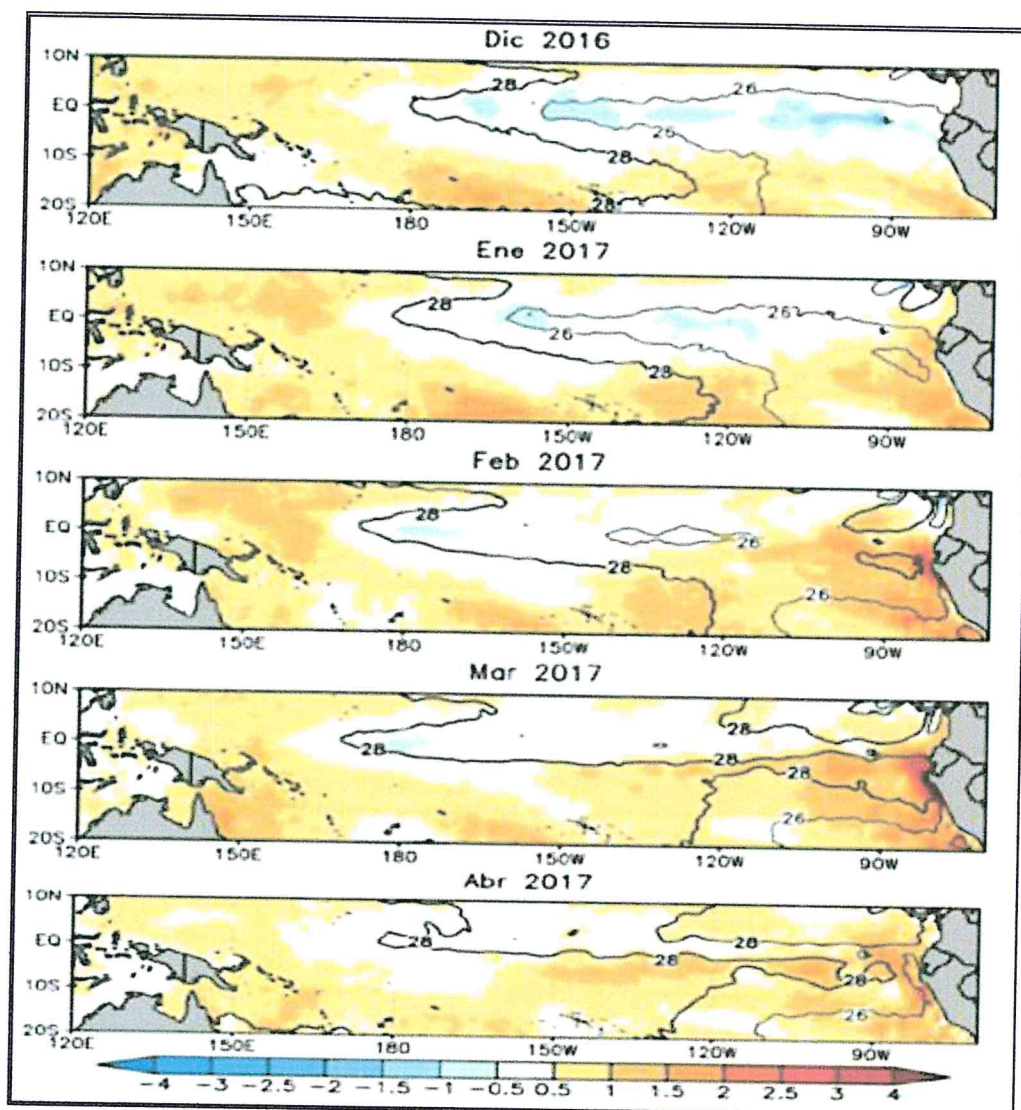 Dic 2016
10N
EQ
10S
20S
28
26
26
28
28
120E 150E 180 150W 120W 90W
Ene 2017
10N
EQ
10S
20S
28
26
26
28
120E 150E 180 150W 120W 90W
Feb 2017
10N
EQ
10S
20S
28
26
28
26
120E 150E 180 150W 120W 90W
Mar 2017
10N
EQ
10S
20S
28
28
28
28
26
120E 150E 180 150W 120W 90W
Abr 2017
10N
EQ
10S
20S
28
28
28
28
26
120E 150E 180 150W 120W 90W
-4 -3 -2.5 -2 -1.5 -1 -0.5 0.5 1 1.5 2 2.5 3 4